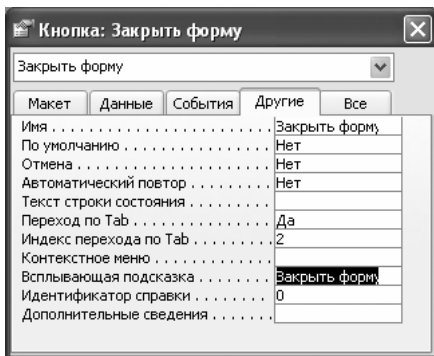 Кнопка: Закрыть форму
Закрыть форму
Макет Данные События Другие Все
Имя . . . . . . . . . . . . . . . . . . . . . . . Закрыть форму
По умолчанию . . . . . . . . . . . . . . . . Нет
Отмена . . . . . . . . . . . . . . . . . . . . Нет
Автоматический повтор . . . . . . . . . Нет
Текст строки состояния . . . . . . . . .
Переход по Tab . . . . . . . . . . . . . . . Да
Индекс перехода по Tab . . . . . . . . . 2
Контекстное меню . . . . . . . . . . . . .
Всплывающая подсказка . . . . . . . . . Закрыть форму
Идентификатор справки . . . . . . . . 0
Дополнительные сведения . . . . . . .